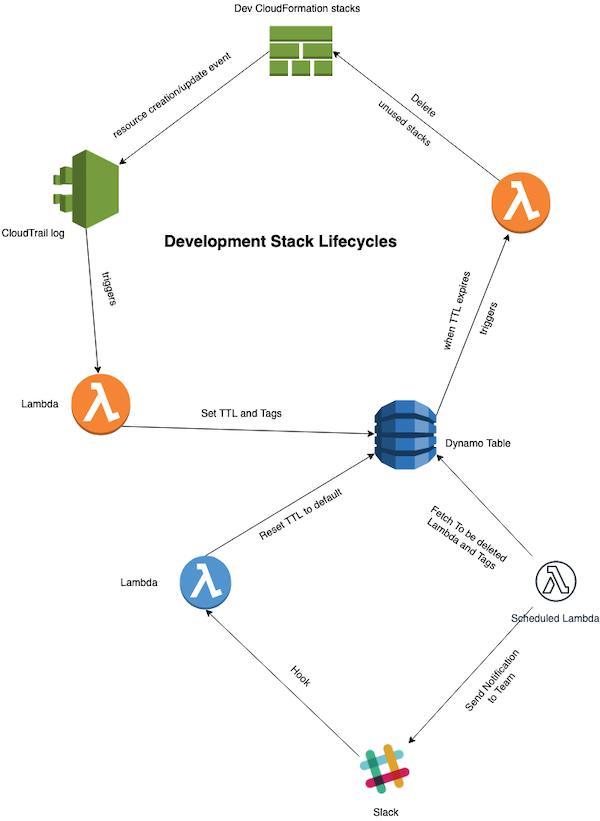 Dev CloudFormation stacks
resource creation/update event
Delete
unused stacks
CloudTrail log
Development Stack Lifecycles
triggers
when TTL expires
triggers
Lambda
Set TTL and Tags
Dynamo Table
Reset TTL to default
Fetch To be deleted
Lambda and Tags
Lambda
Scheduled Lambda
Hook
Send Notification
to Team
Slack